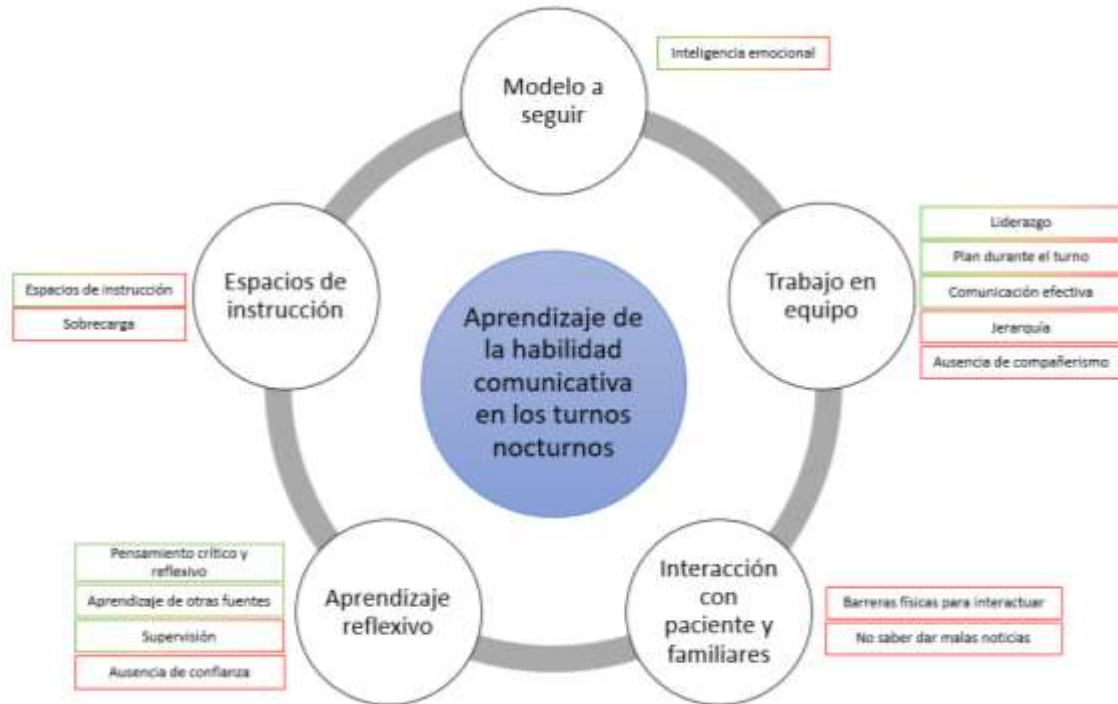 Inteligencia emocional
Modelo a
seguir
Liderazgo
Plan durante el turno
Comunicación efectiva
Jerarquía
Ausencia de compañerismo
Trabajo en
equipo
Espacios de
instrucción
Espacios de instrucción
Sobrecarga
Aprendizaje de
la habilidad
comunicativa
en los turnos
nocturnos
Pensamiento crítico y
reflexivo
Aprendizaje de otras fuentes
Supervisión
Ausencia de confianza
Aprendizaje
reflexivo
Interacción
con
paciente y
familiares
Barreras físicas para interactuar
No saber dar malas noticias